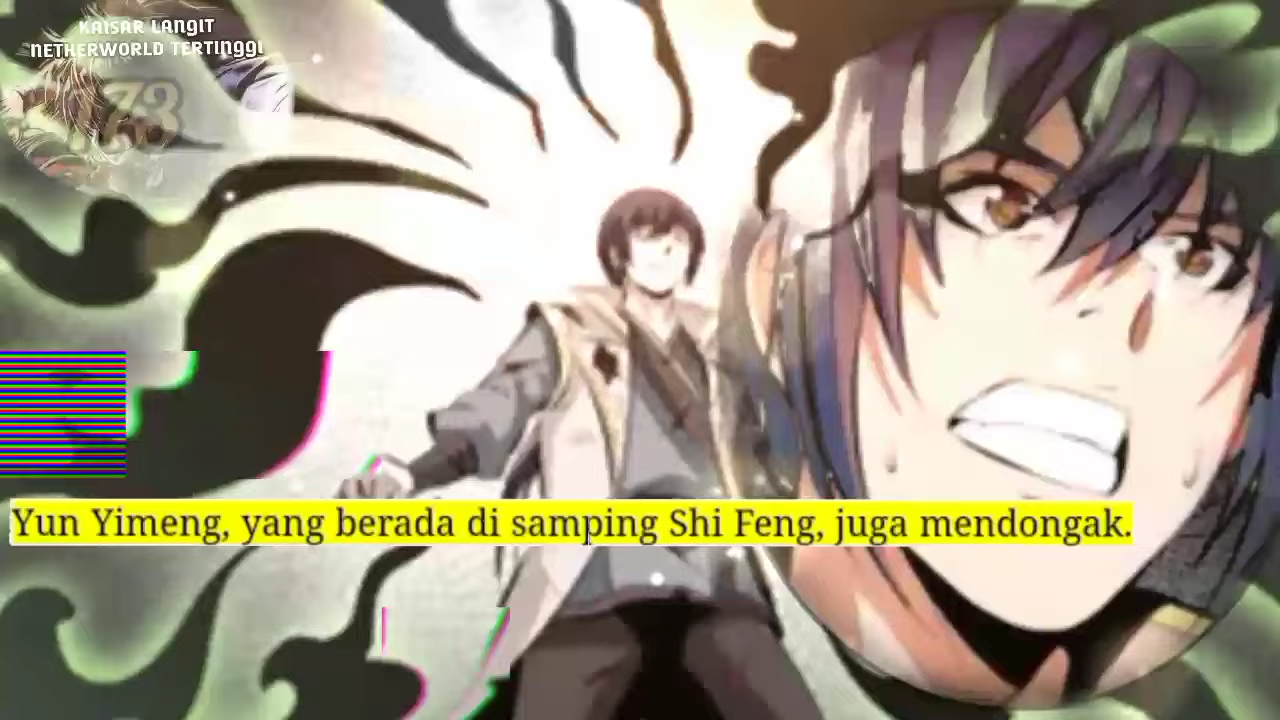 KAISAR LANGIT
NETHERWORLD TERTINGGI
Yun Yimeng, yang berada di samping Shi Feng, juga mendongak.